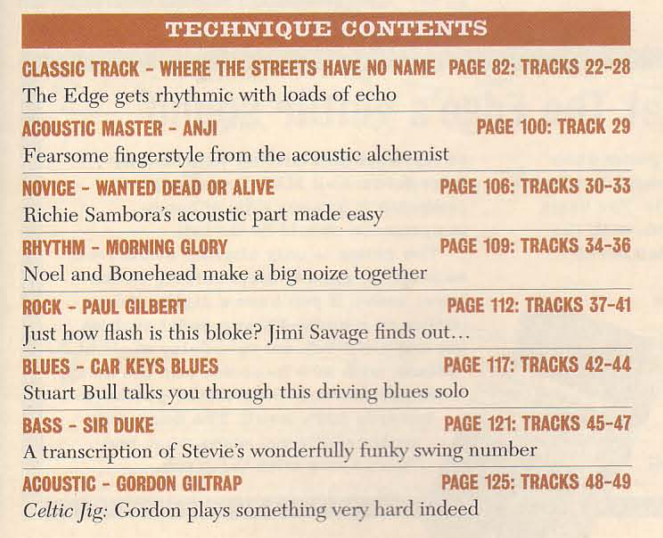 TECHNIQUE CONTENTS
CLASSIC TRACK – WHERE THE STREETS HAVE NO NAME PAGE 82: TRACKS 22–28
The Edge gets rhythmic with loads of echo
ACOUSTIC MASTER – ANJI PAGE 100: TRACK 29
Fearsome fingerstyle from the acoustic alchemist
NOVICE – WANTED DEAD OR ALIVE PAGE 106: TRACKS 30–33
Richie Sambora's acoustic part made easy
RHYTHM – MORNING GLORY PAGE 109: TRACKS 34–36
Noel and Bonehead make a big noize together
ROCK – PAUL GILBERT PAGE 112: TRACKS 37–41
Just how flash is this bloke? Jimi Savage finds out…
BLUES – CAR KEYS BLUES PAGE 117: TRACKS 42–44
Stuart Bull talks you through this driving blues solo
BASS – SIR DUKE PAGE 121: TRACKS 45–47
A transcription of Stevie's wonderfully funky swing number
ACOUSTIC – GORDON GILTRAP PAGE 125: TRACKS 48–49
Celtic Jig: Gordon plays something very hard indeed